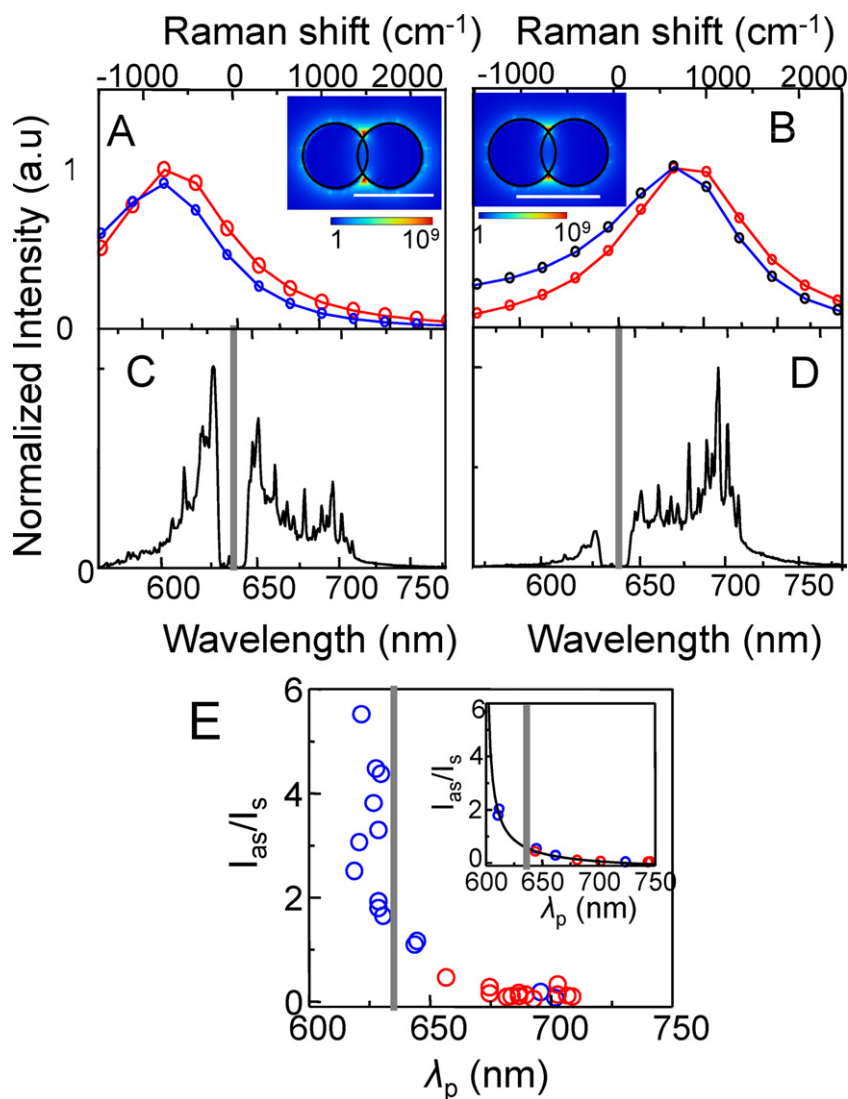 Raman shift (cm-1) Raman shift (cm-1)
-1000 0 1000 2000 -1000 0 1000 2000
A B
1
1 10^9 1 10^9
0
Normalized Intensity (a.u)
C D
0
600 650 700 750 600 650 700 750
Wavelength (nm) Wavelength (nm)
E
6
4
2
0
Ias/Is
600 650 700 750
λp (nm)
6
4
2
0
Ias/Is
600 650 700 750
λp (nm)